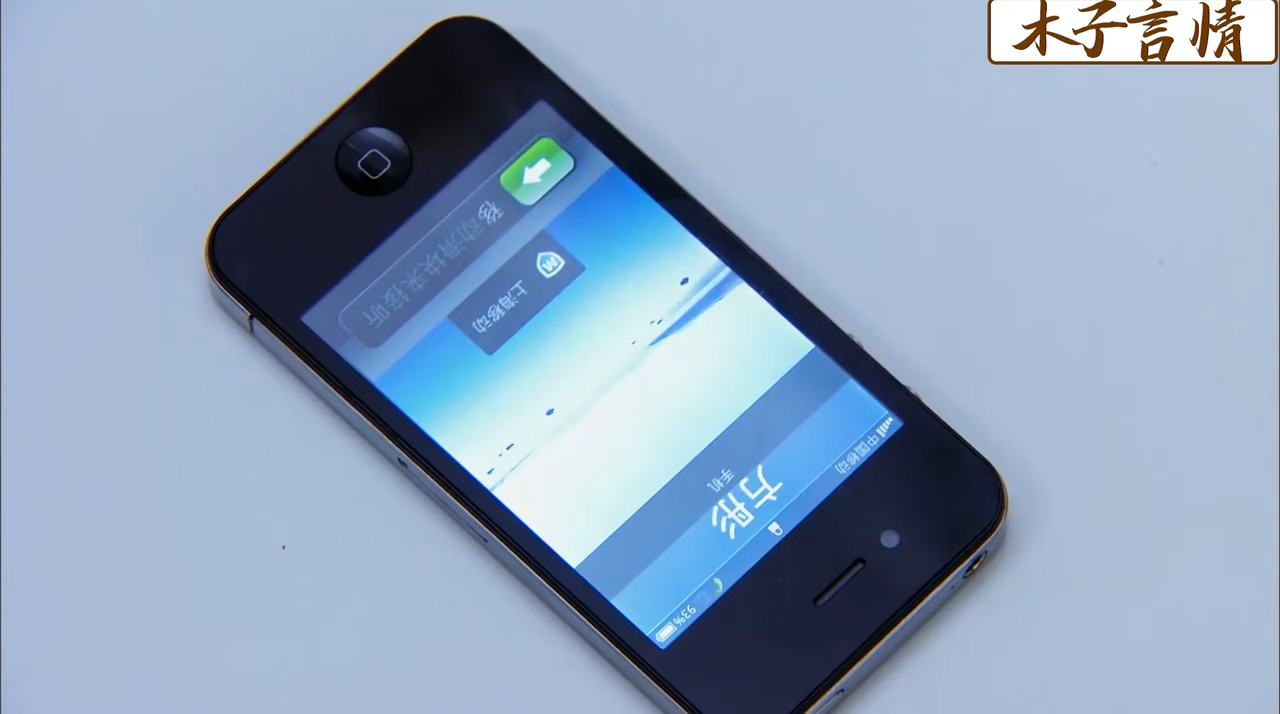 木子言情
中国移动
93%
方彤
手机
上海移动
移动滑块来接听